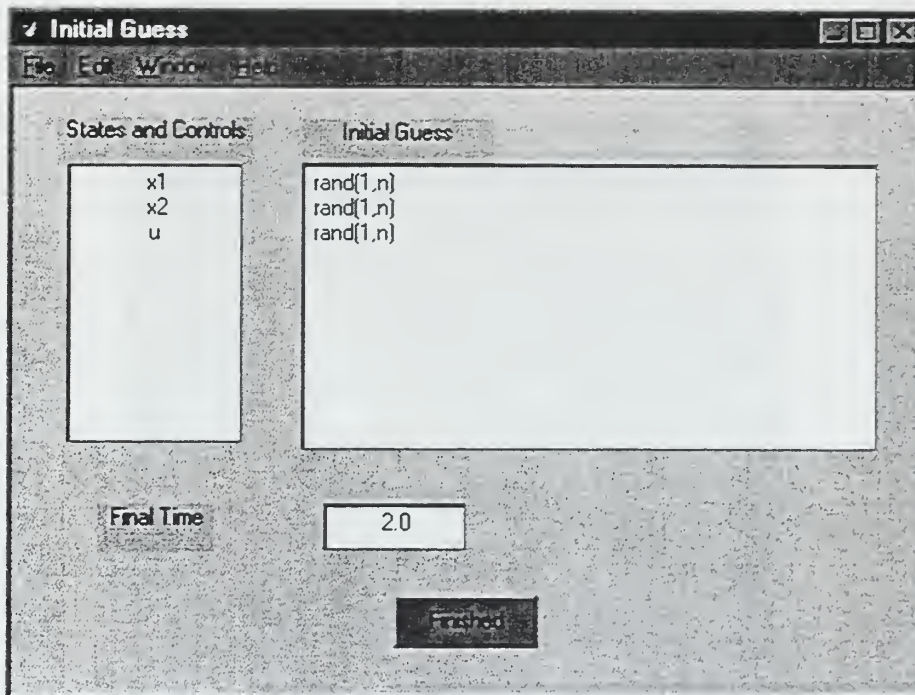 Initial Guess
File Edit Window Help
States and Controls
Initial Guess
x1
x2
u
rand(1,n)
rand(1,n)
rand(1,n)
Final Time
2.0
Finished